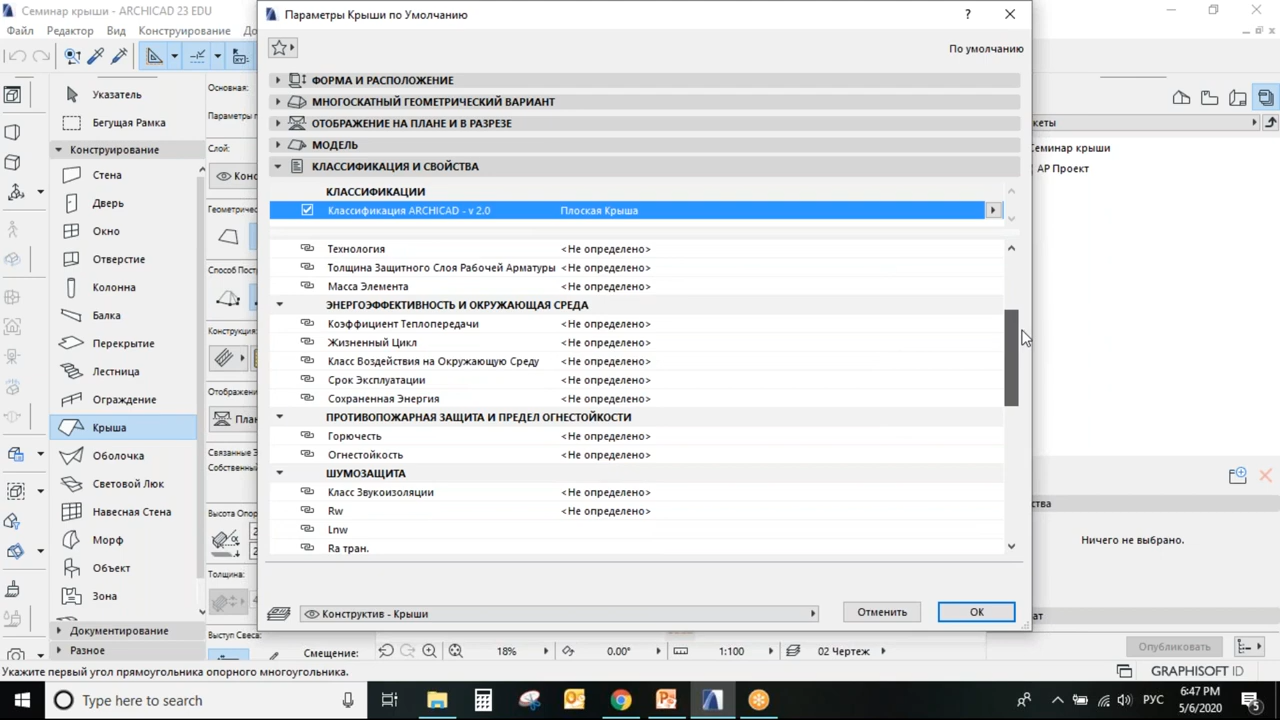 Семинар крыши - ARCHICAD 23 EDU
Файл Редактор Вид Конструирование
Параметры Крыши по Умолчанию
?
По умолчанию
Указатель
Бегущая Рамка
Конструирование
Стена
Дверь
Окно
Отверстие
Колонна
Балка
Перекрытие
Лестница
Ограждение
Крыша
Оболочка
Световой Люк
Навесная Стена
Морф
Объект
Зона
Документирование
Разное
Основная:
Слой:
План
Толщина:
Выступ Свеса:
ФОРМА И РАСПОЛОЖЕНИЕ
МНОГОСКАТНЫЙ ГЕОМЕТРИЧЕСКИЙ ВАРИАНТ
ОТОБРАЖЕНИЕ НА ПЛАНЕ И В РАЗРЕЗЕ
МОДЕЛЬ
КЛАССИФИКАЦИЯ И СВОЙСТВА
КЛАССИФИКАЦИИ
Классификация ARCHICAD - v 2.0 Плоская Крыша
Технология <Не определено>
Толщина Защитного Слоя Рабочей Арматуры <Не определено>
Масса Элемента <Не определено>
ЭНЕРГОЭФФЕКТИВНОСТЬ И ОКРУЖАЮЩАЯ СРЕДА
Коэффициент Теплопередачи <Не определено>
Жизненный Цикл <Не определено>
Класс Воздействия на Окружающую Среду <Не определено>
Срок Эксплуатации <Не определено>
Сохраненная Энергия <Не определено>
ПРОТИВОПОЖАРНАЯ ЗАЩИТА И ПРЕДЕЛ ОГНЕСТОЙКОСТИ
Горючесть <Не определено>
Огнестойкость <Не определено>
ШУМОЗАЩИТА
Класс Звукоизоляции <Не определено>
Rw <Не определено>
Lnw
Ra тран.
Конструктив - Крыши
Отменить
OK
кеты
Семинар крыши
АР Проект
ства
Ничего не выбрано.
ат
Смещение:
18%
0.00°
1:100
02 Чертеж
Опубликовать
Укажите первый угол прямоугольника опорного многоугольника.
GRAPHISOFT ID
Type here to search
РУС
6:47 PM
5/6/2020
5